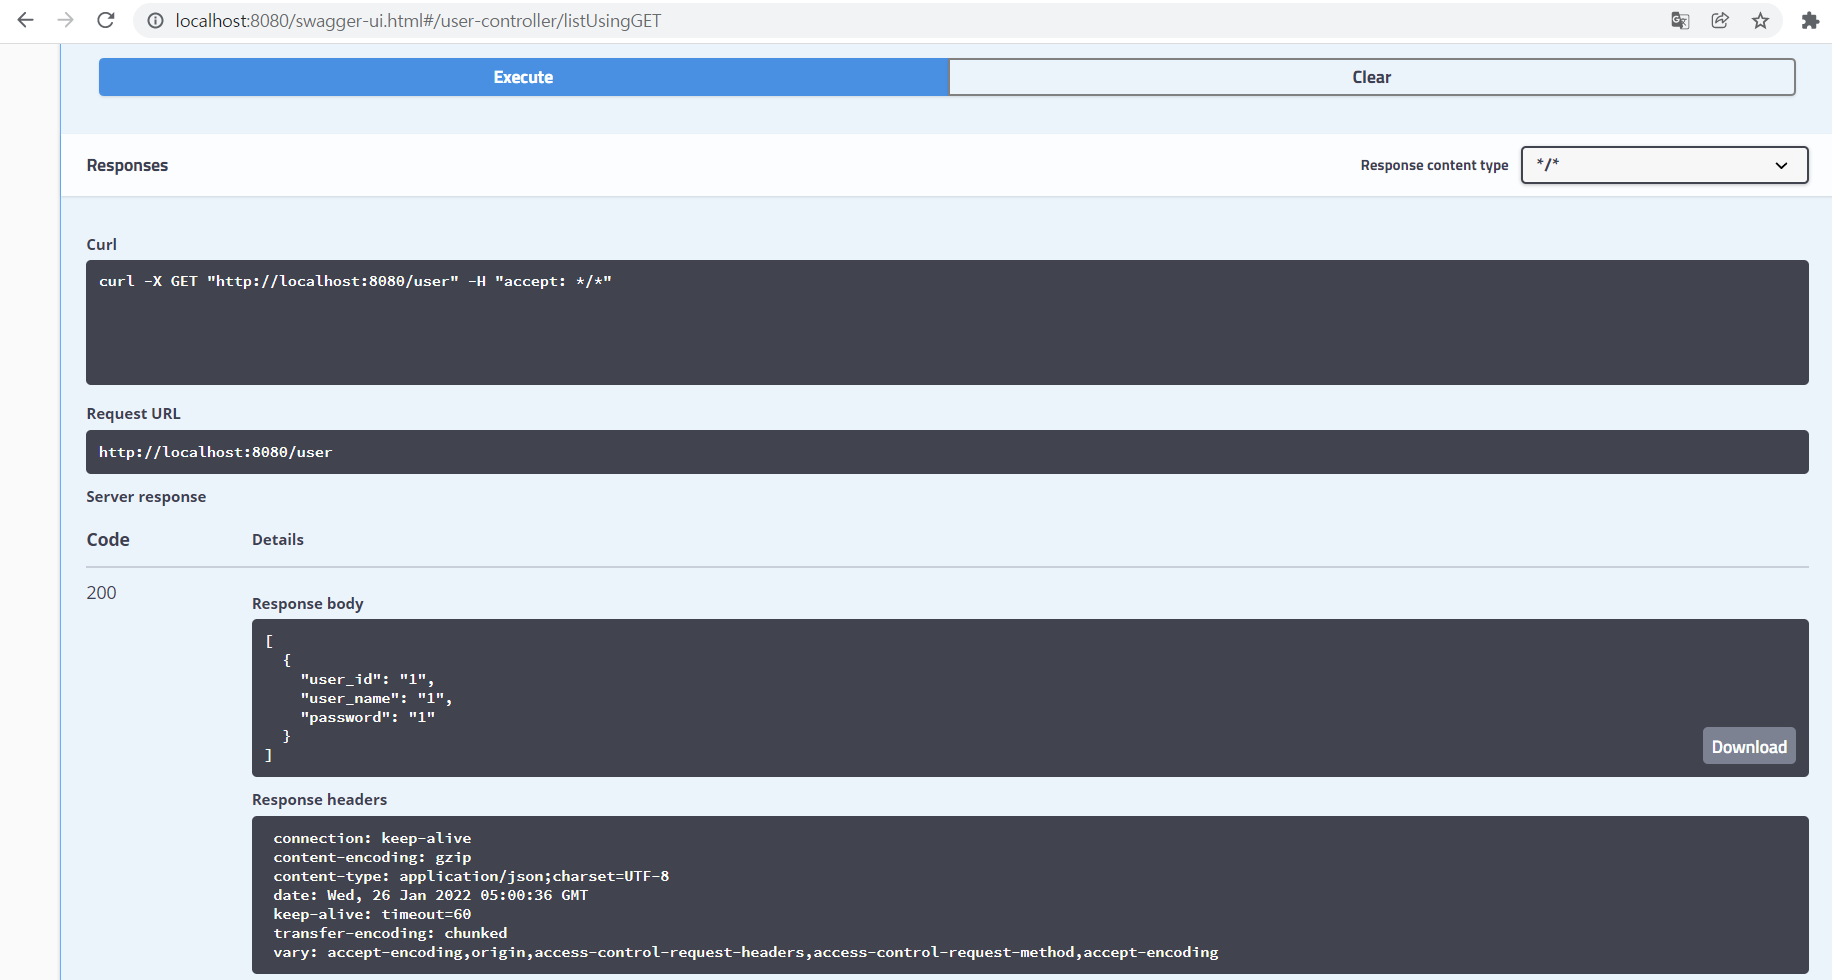 localhost:8080/swagger-ui.html#/user-controller/listUsingGET
Execute
Clear
Responses
Response content type
*/*
Curl
curl -X GET "http://localhost:8080/user" -H "accept: */*"
Request URL
http://localhost:8080/user
Server response
Code
Details
200
Response body
[
  {
    "user_id": "1",
    "user_name": "1",
    "password": "1"
  }
]
Download
Response headers
connection: keep-alive
content-encoding: gzip
content-type: application/json;charset=UTF-8
date: Wed, 26 Jan 2022 05:00:36 GMT
keep-alive: timeout=60
transfer-encoding: chunked
vary: accept-encoding,origin,access-control-request-headers,access-control-request-method,accept-encoding